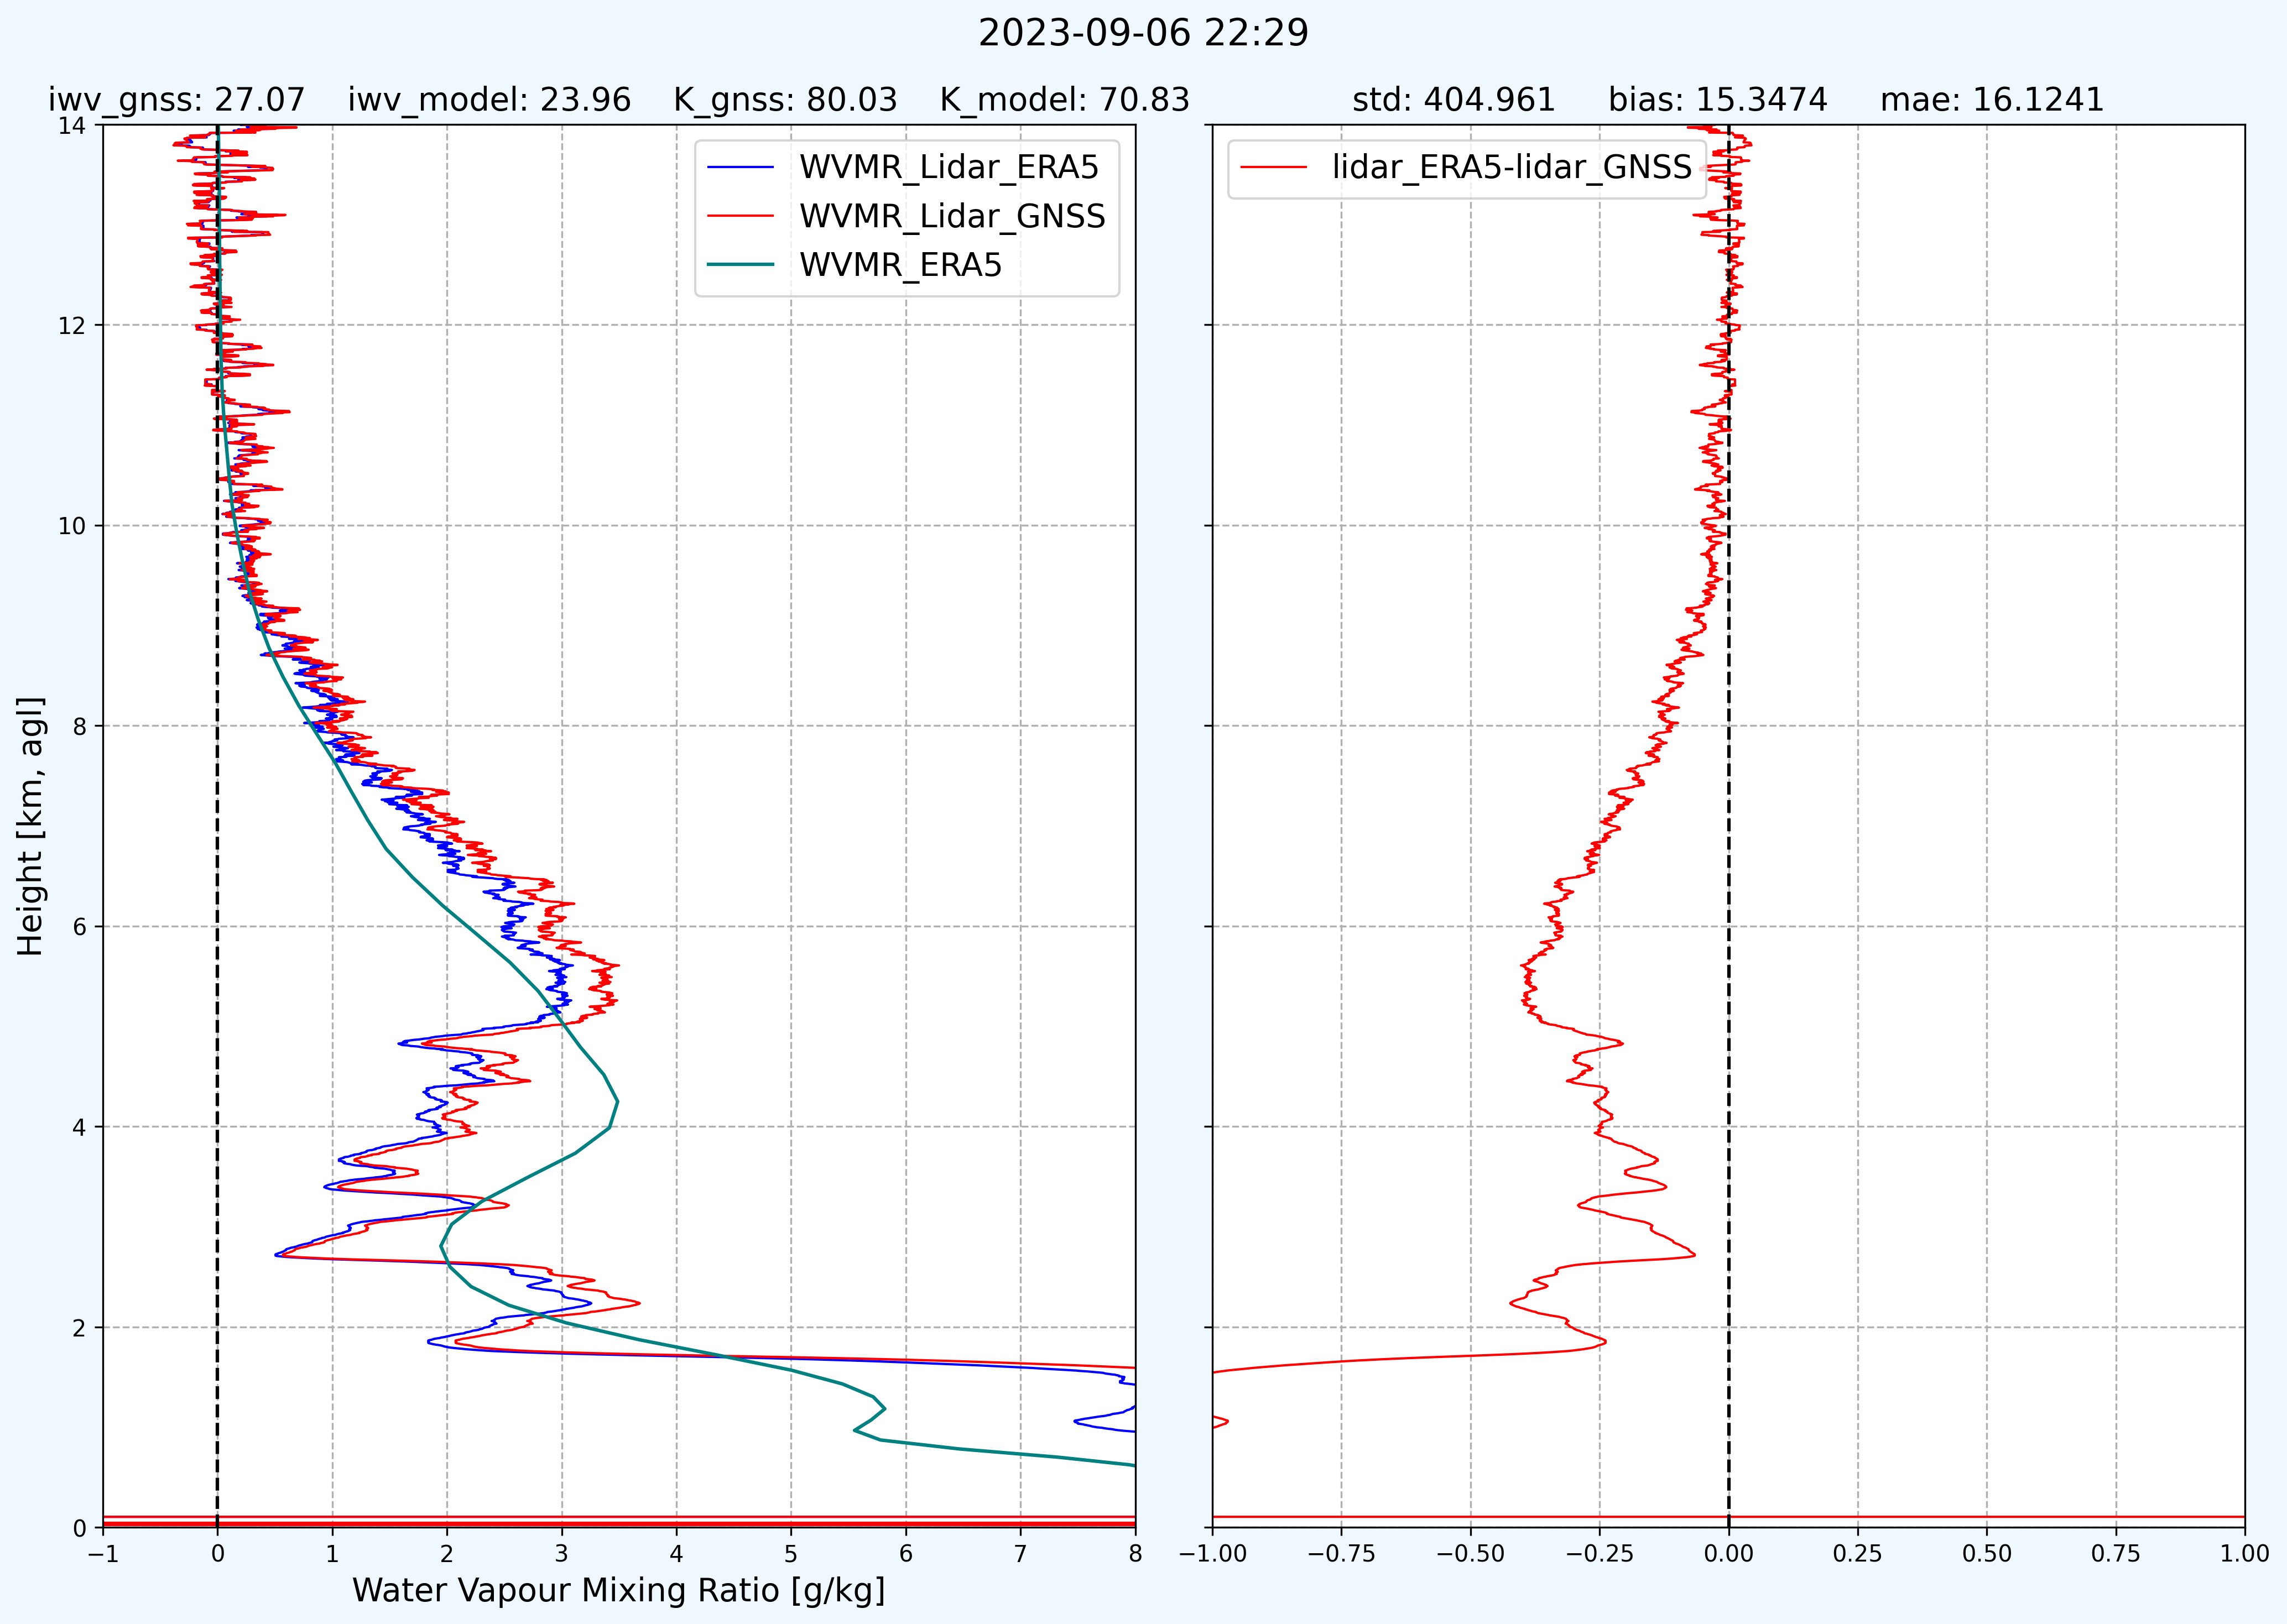 2023-09-06 22:29
iwv_gnss: 27.07 iwv_model: 23.96 K_gnss: 80.03 K_model: 70.83
std: 404.961 bias: 15.3474 mae: 16.1241
WVMR_Lidar_ERA5
WVMR_Lidar_GNSS
WVMR_ERA5
lidar_ERA5-lidar_GNSS
Height [km, agl]
14
12
10
8
6
4
2
0
−1 0 1 2 3 4 5 6 7 8
Water Vapour Mixing Ratio [g/kg]
−1.00 −0.75 −0.50 −0.25 0.00 0.25 0.50 0.75 1.00